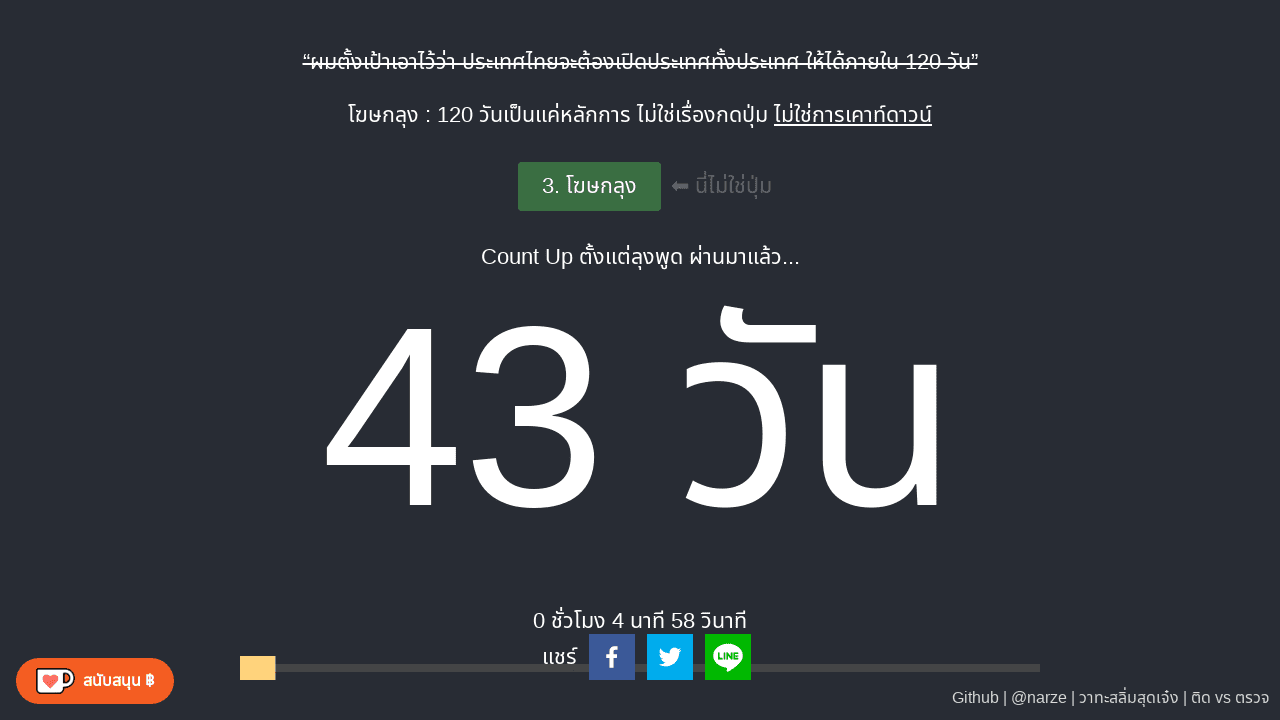 “ผมตั้งเป้าเอาไว้ว่า ประเทศไทยจะต้องเปิดประเทศทั้งประเทศ ให้ได้ภายใน 120 วัน”
โฆษกลุง : 120 วันเป็นแค่หลักการ ไม่ใช่เรื่องกดปุ่ม ไม่ใช่การเคาท์ดาวน์
3. โฆษกลุง ⬅ นี่ไม่ใช่ปุ่ม
Count Up ตั้งแต่ลุงพูด ผ่านมาแล้ว...
43 วัน
0 ชั่วโมง 4 นาที 58 วินาที
แชร์ LINE
สนับสนุน ฿
Github | @narze | วาทะสลิ่มสุดเจ๋ง | ติด vs ตรวจ